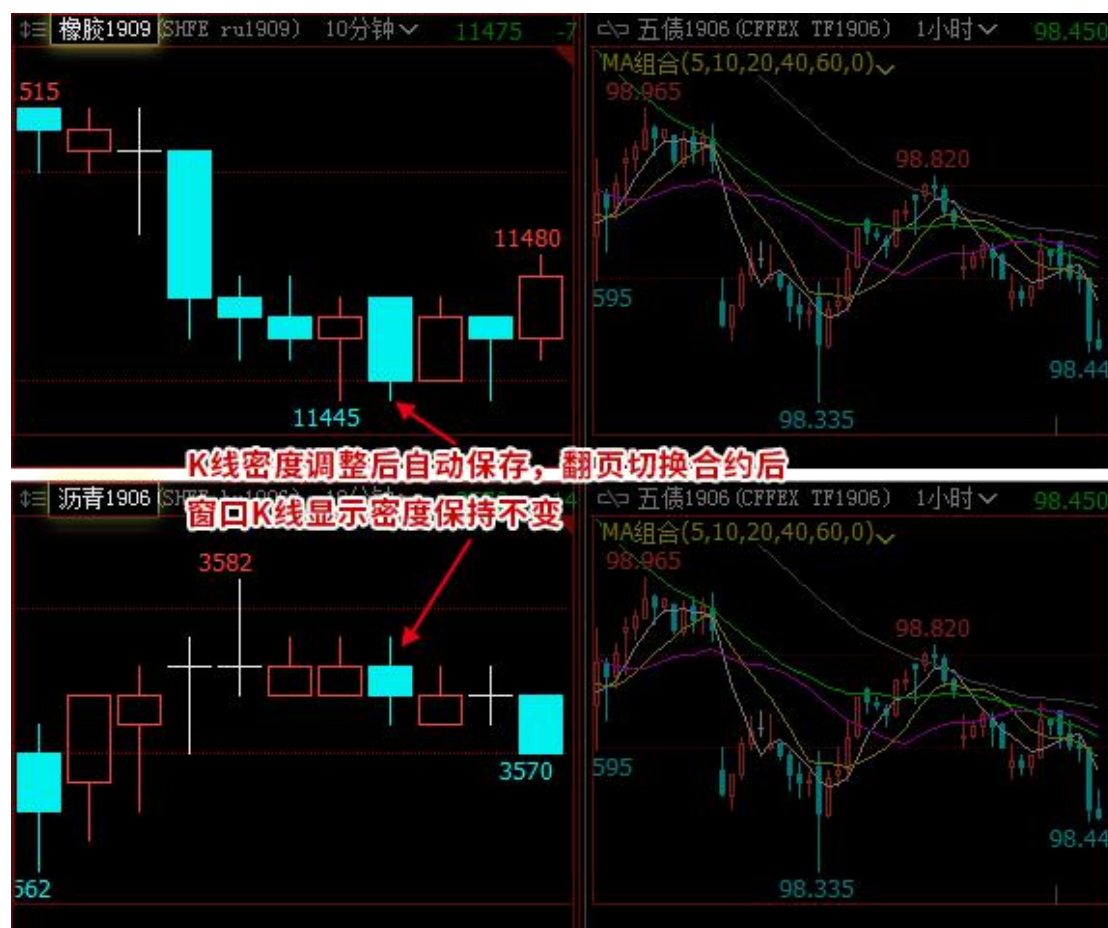 橡胶1909 (SHFE ru1909) 10分钟 11475 -7
五债1906 (CFFEX TF1906) 1小时 98.450
MA组合(5,10,20,40,60,0)
515
98.965
98.820
11480
595
98.44
11445
98.335
K线密度调整后自动保存，翻页切换合约后
沥青1906
五债1906 (CFFEX TF1906) 1小时 98.450
窗口K线显示密度保持不变
MA组合(5,10,20,40,60,0)
3582
98.965
98.820
3570
595
98.44
562
98.335